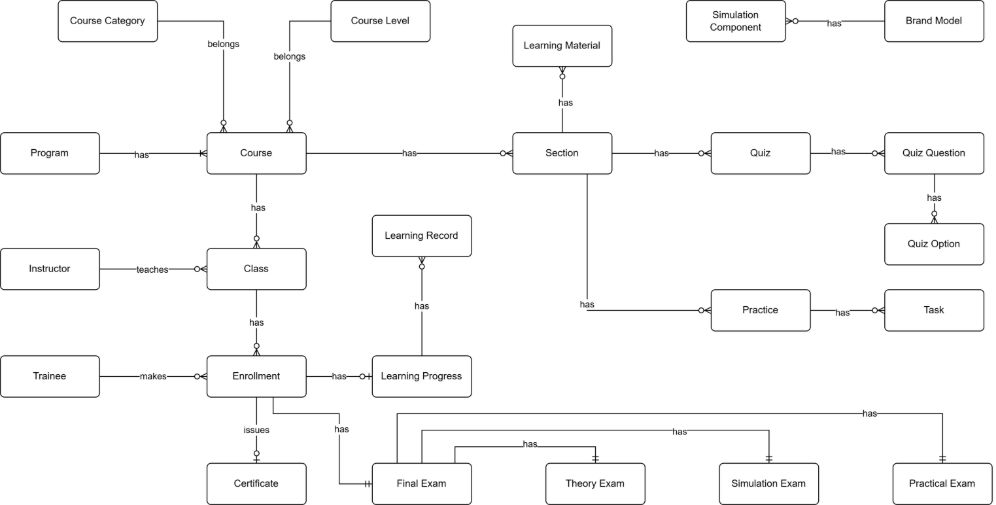 Course Category
Course Level
Simulation
Component
has
Brand Model
belongs
belongs
Learning Material
has
Program
has
Course
has
Section
has
Quiz
has
Quiz Question
has
has
Quiz Option
Learning Record
Instructor
teaches
Class
has
has
has
Practice
has
Task
Trainee
makes
Enrollment
has
Learning Progress
issues
has
has
has
has
Certificate
Final Exam
Theory Exam
Simulation Exam
Practical Exam